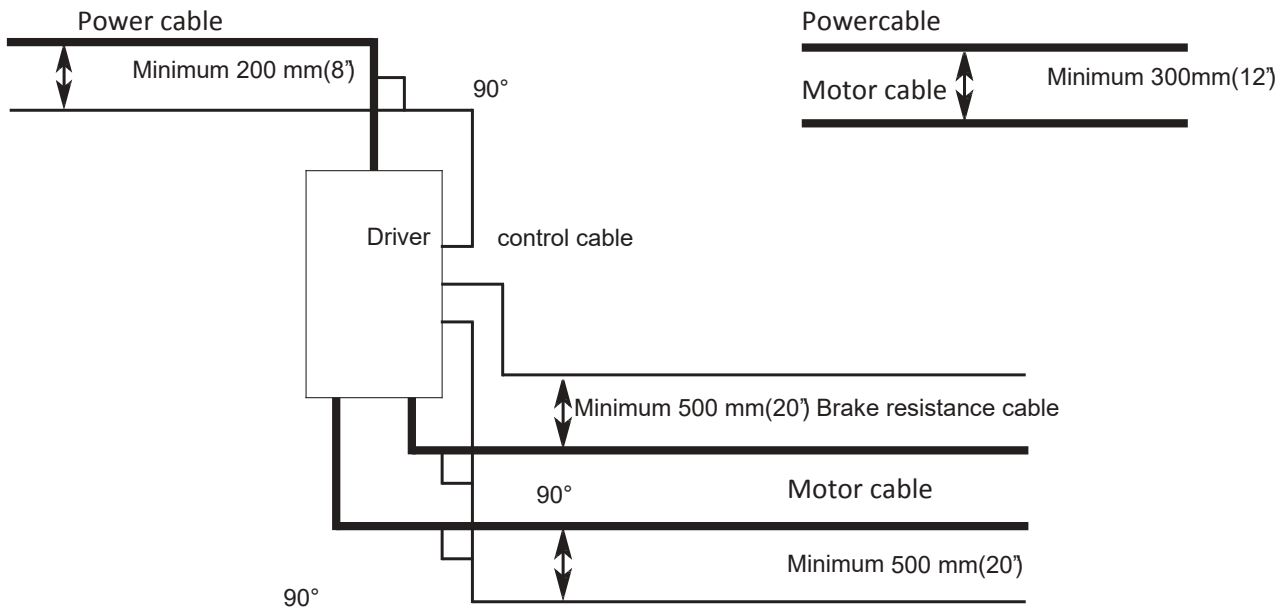 Power cable
Minimum 200 mm(8")
90°
Powercable
Motor cable
Minimum 300mm(12")
Driver
control cable
Minimum 500 mm(20") Brake resistance cable
90°
Motor cable
Minimum 500 mm(20")
90°